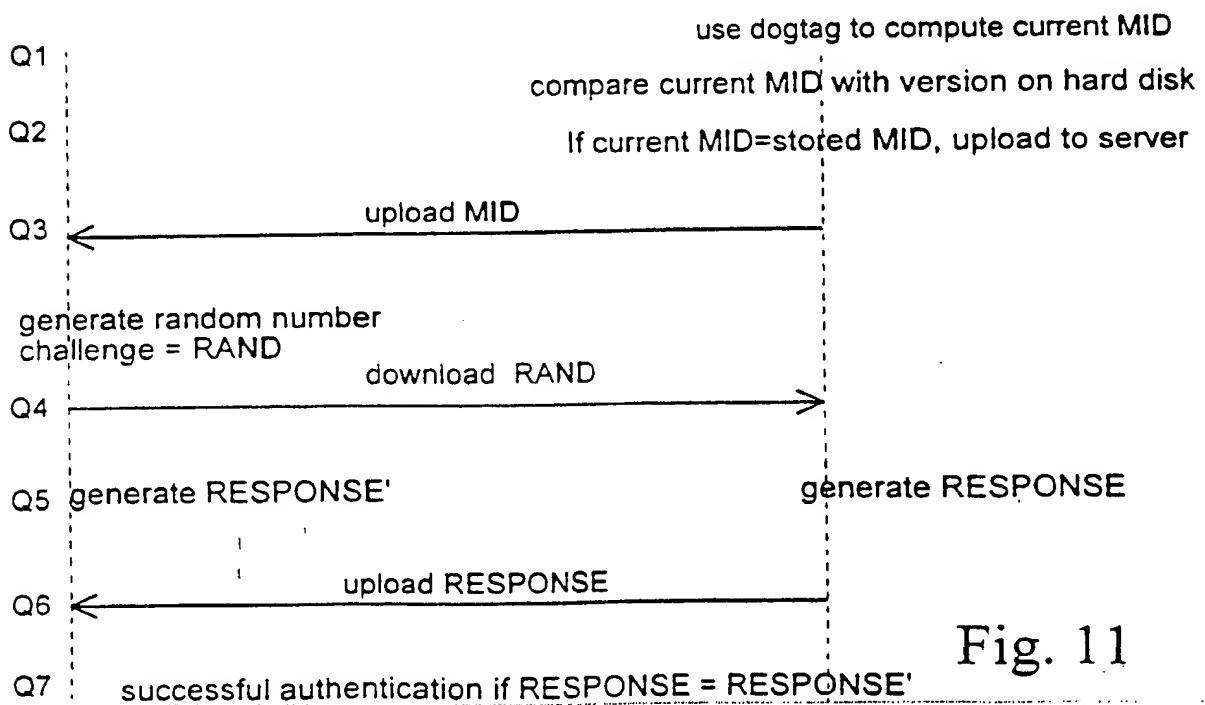 use dogtag to compute current MID
Q1
compare current MID with version on hard disk
Q2
If current MID=stored MID, upload to server
upload MID
Q3
generate random number
challenge = RAND
download RAND
Q4
Q5 generate RESPONSE' generate RESPONSE
upload RESPONSE
Q6
Fig. 11
Q7 successful authentication if RESPONSE = RESPONSE'